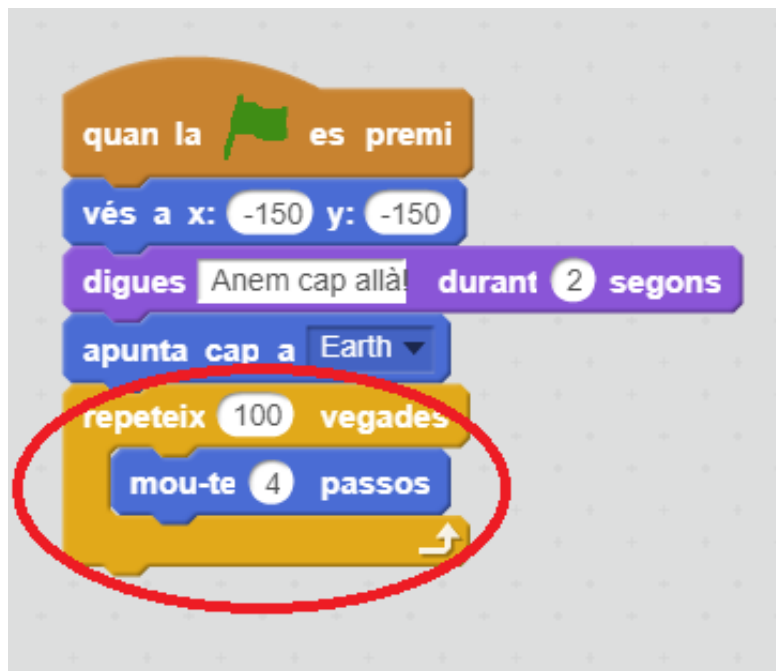 quan la es premi
vés a x: -150 y: -150
digues Anem cap allà! durant 2 segons
apunta cap a Earth
repeteix 100 vegades
mou-te 4 passos